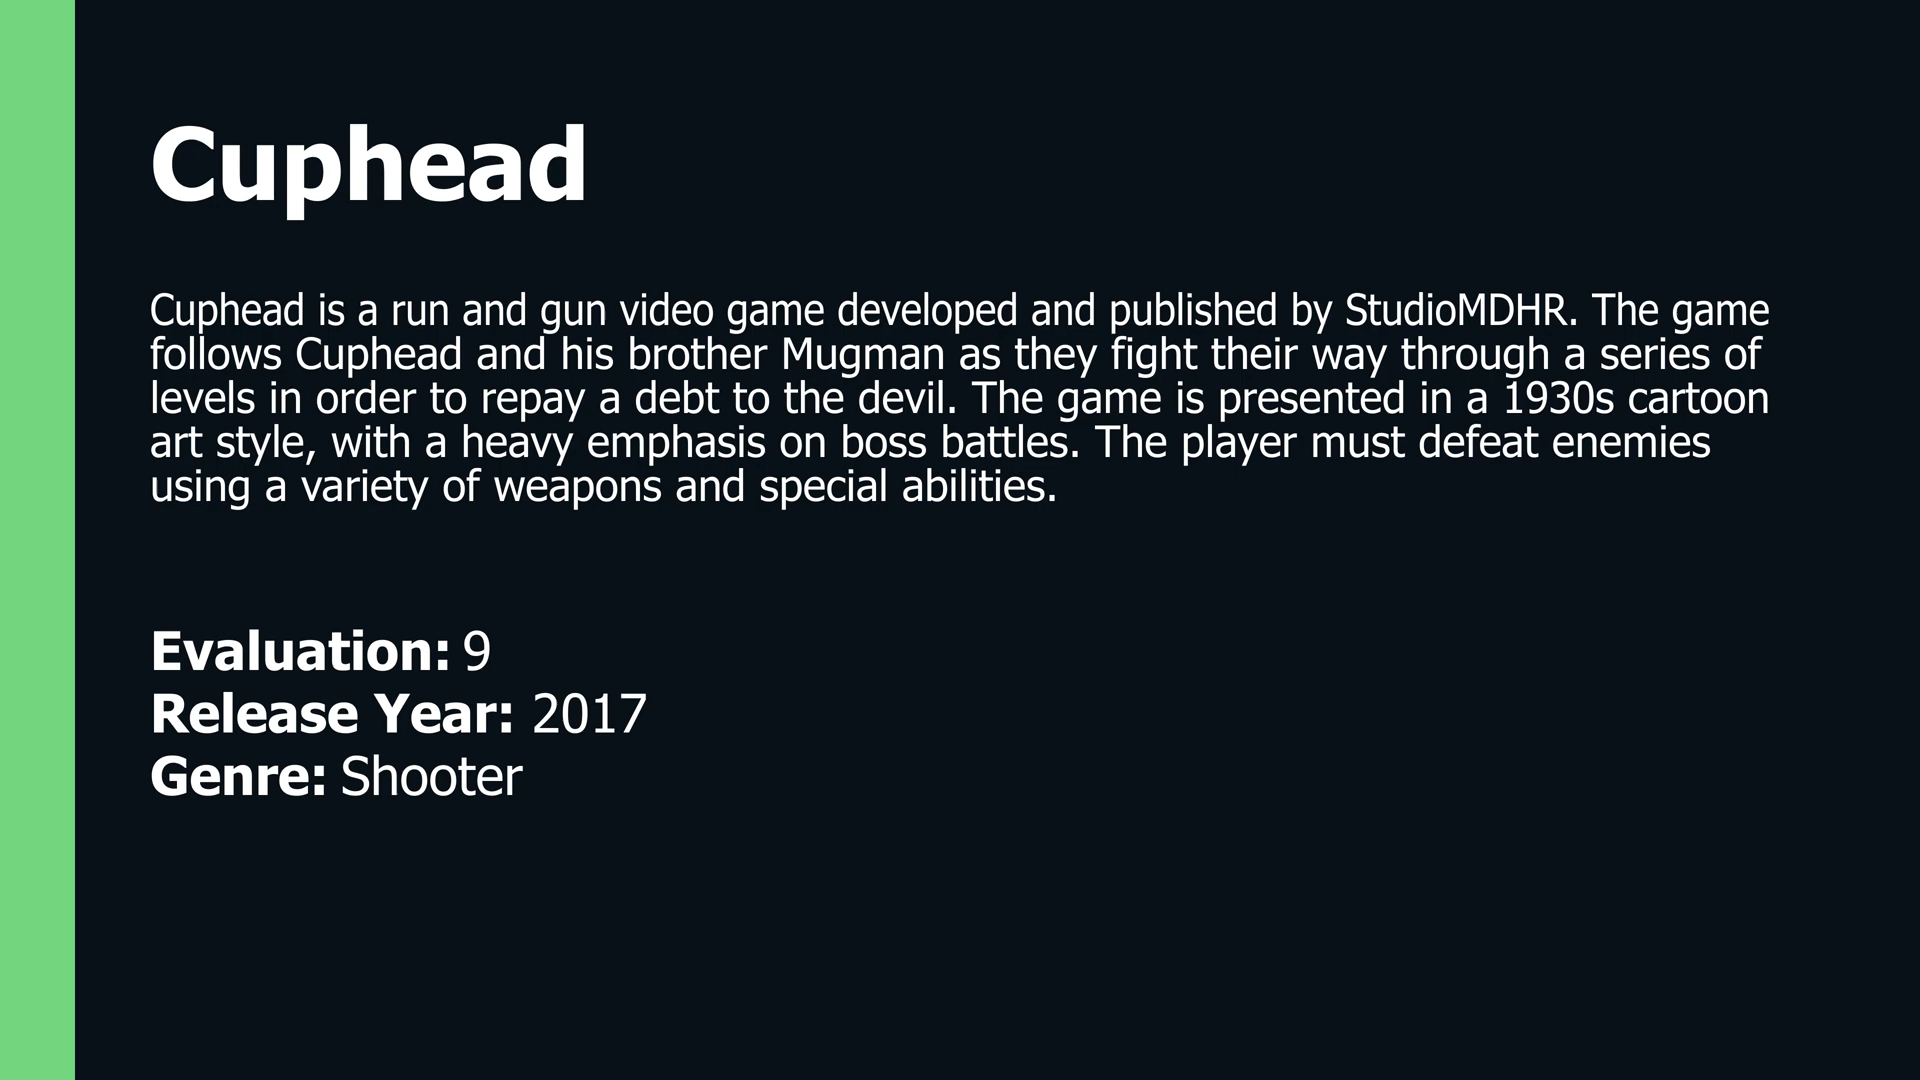 Cuphead
Cuphead is a run and gun video game developed and published by StudioMDHR. The game
follows Cuphead and his brother Mugman as they fight their way through a series of
levels in order to repay a debt to the devil. The game is presented in a 1930s cartoon
art style, with a heavy emphasis on boss battles. The player must defeat enemies
using a variety of weapons and special abilities.
Evaluation: 9
Release Year: 2017
Genre: Shooter